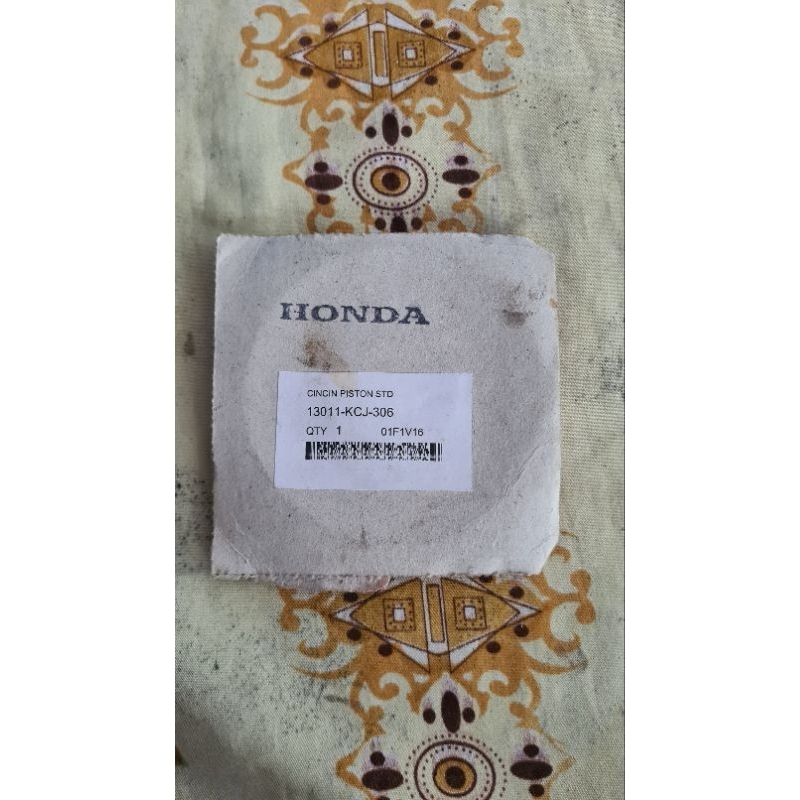 HONDA
CINCIN PISTON STD
13011-KCJ-306
QTY 1 01F1V16